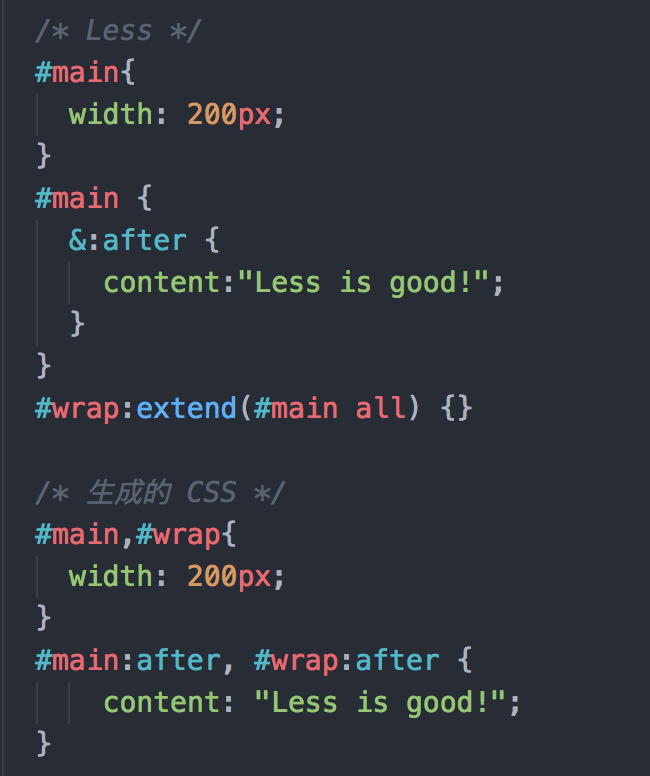 /* Less */
#main{
  width: 200px;
}
#main {
  &:after {
    content:"Less is good!";
  }
}
#wrap:extend(#main all) {}

/* 生成的 CSS */
#main,#wrap{
  width: 200px;
}
#main:after, #wrap:after {
    content: "Less is good!";
}